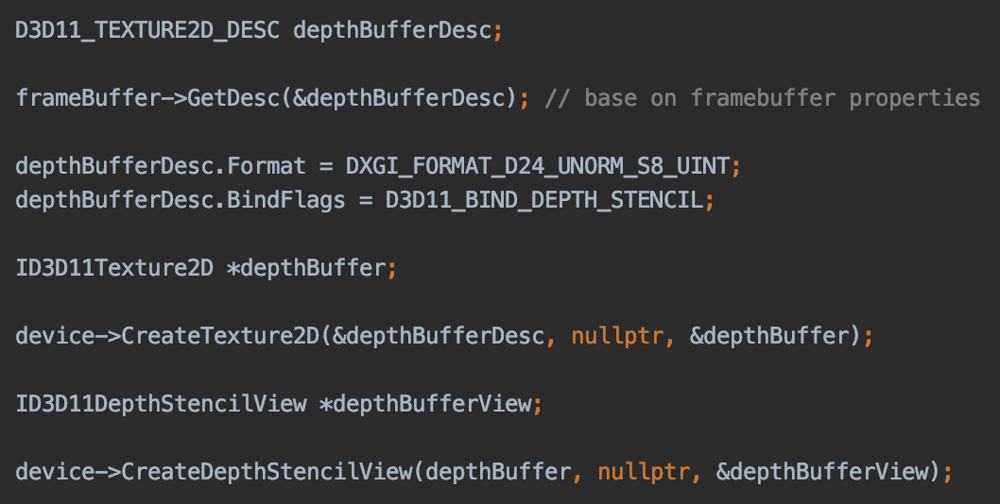 D3D11_TEXTURE2D_DESC depthBufferDesc;
frameBuffer->GetDesc(&depthBufferDesc); // base on framebuffer properties
depthBufferDesc.Format = DXGI_FORMAT_D24_UNORM_S8_UINT;
depthBufferDesc.BindFlags = D3D11_BIND_DEPTH_STENCIL;
ID3D11Texture2D *depthBuffer;
device->CreateTexture2D(&depthBufferDesc, nullptr, &depthBuffer);
ID3D11DepthStencilView *depthBufferView;
device->CreateDepthStencilView(depthBuffer, nullptr, &depthBufferView);